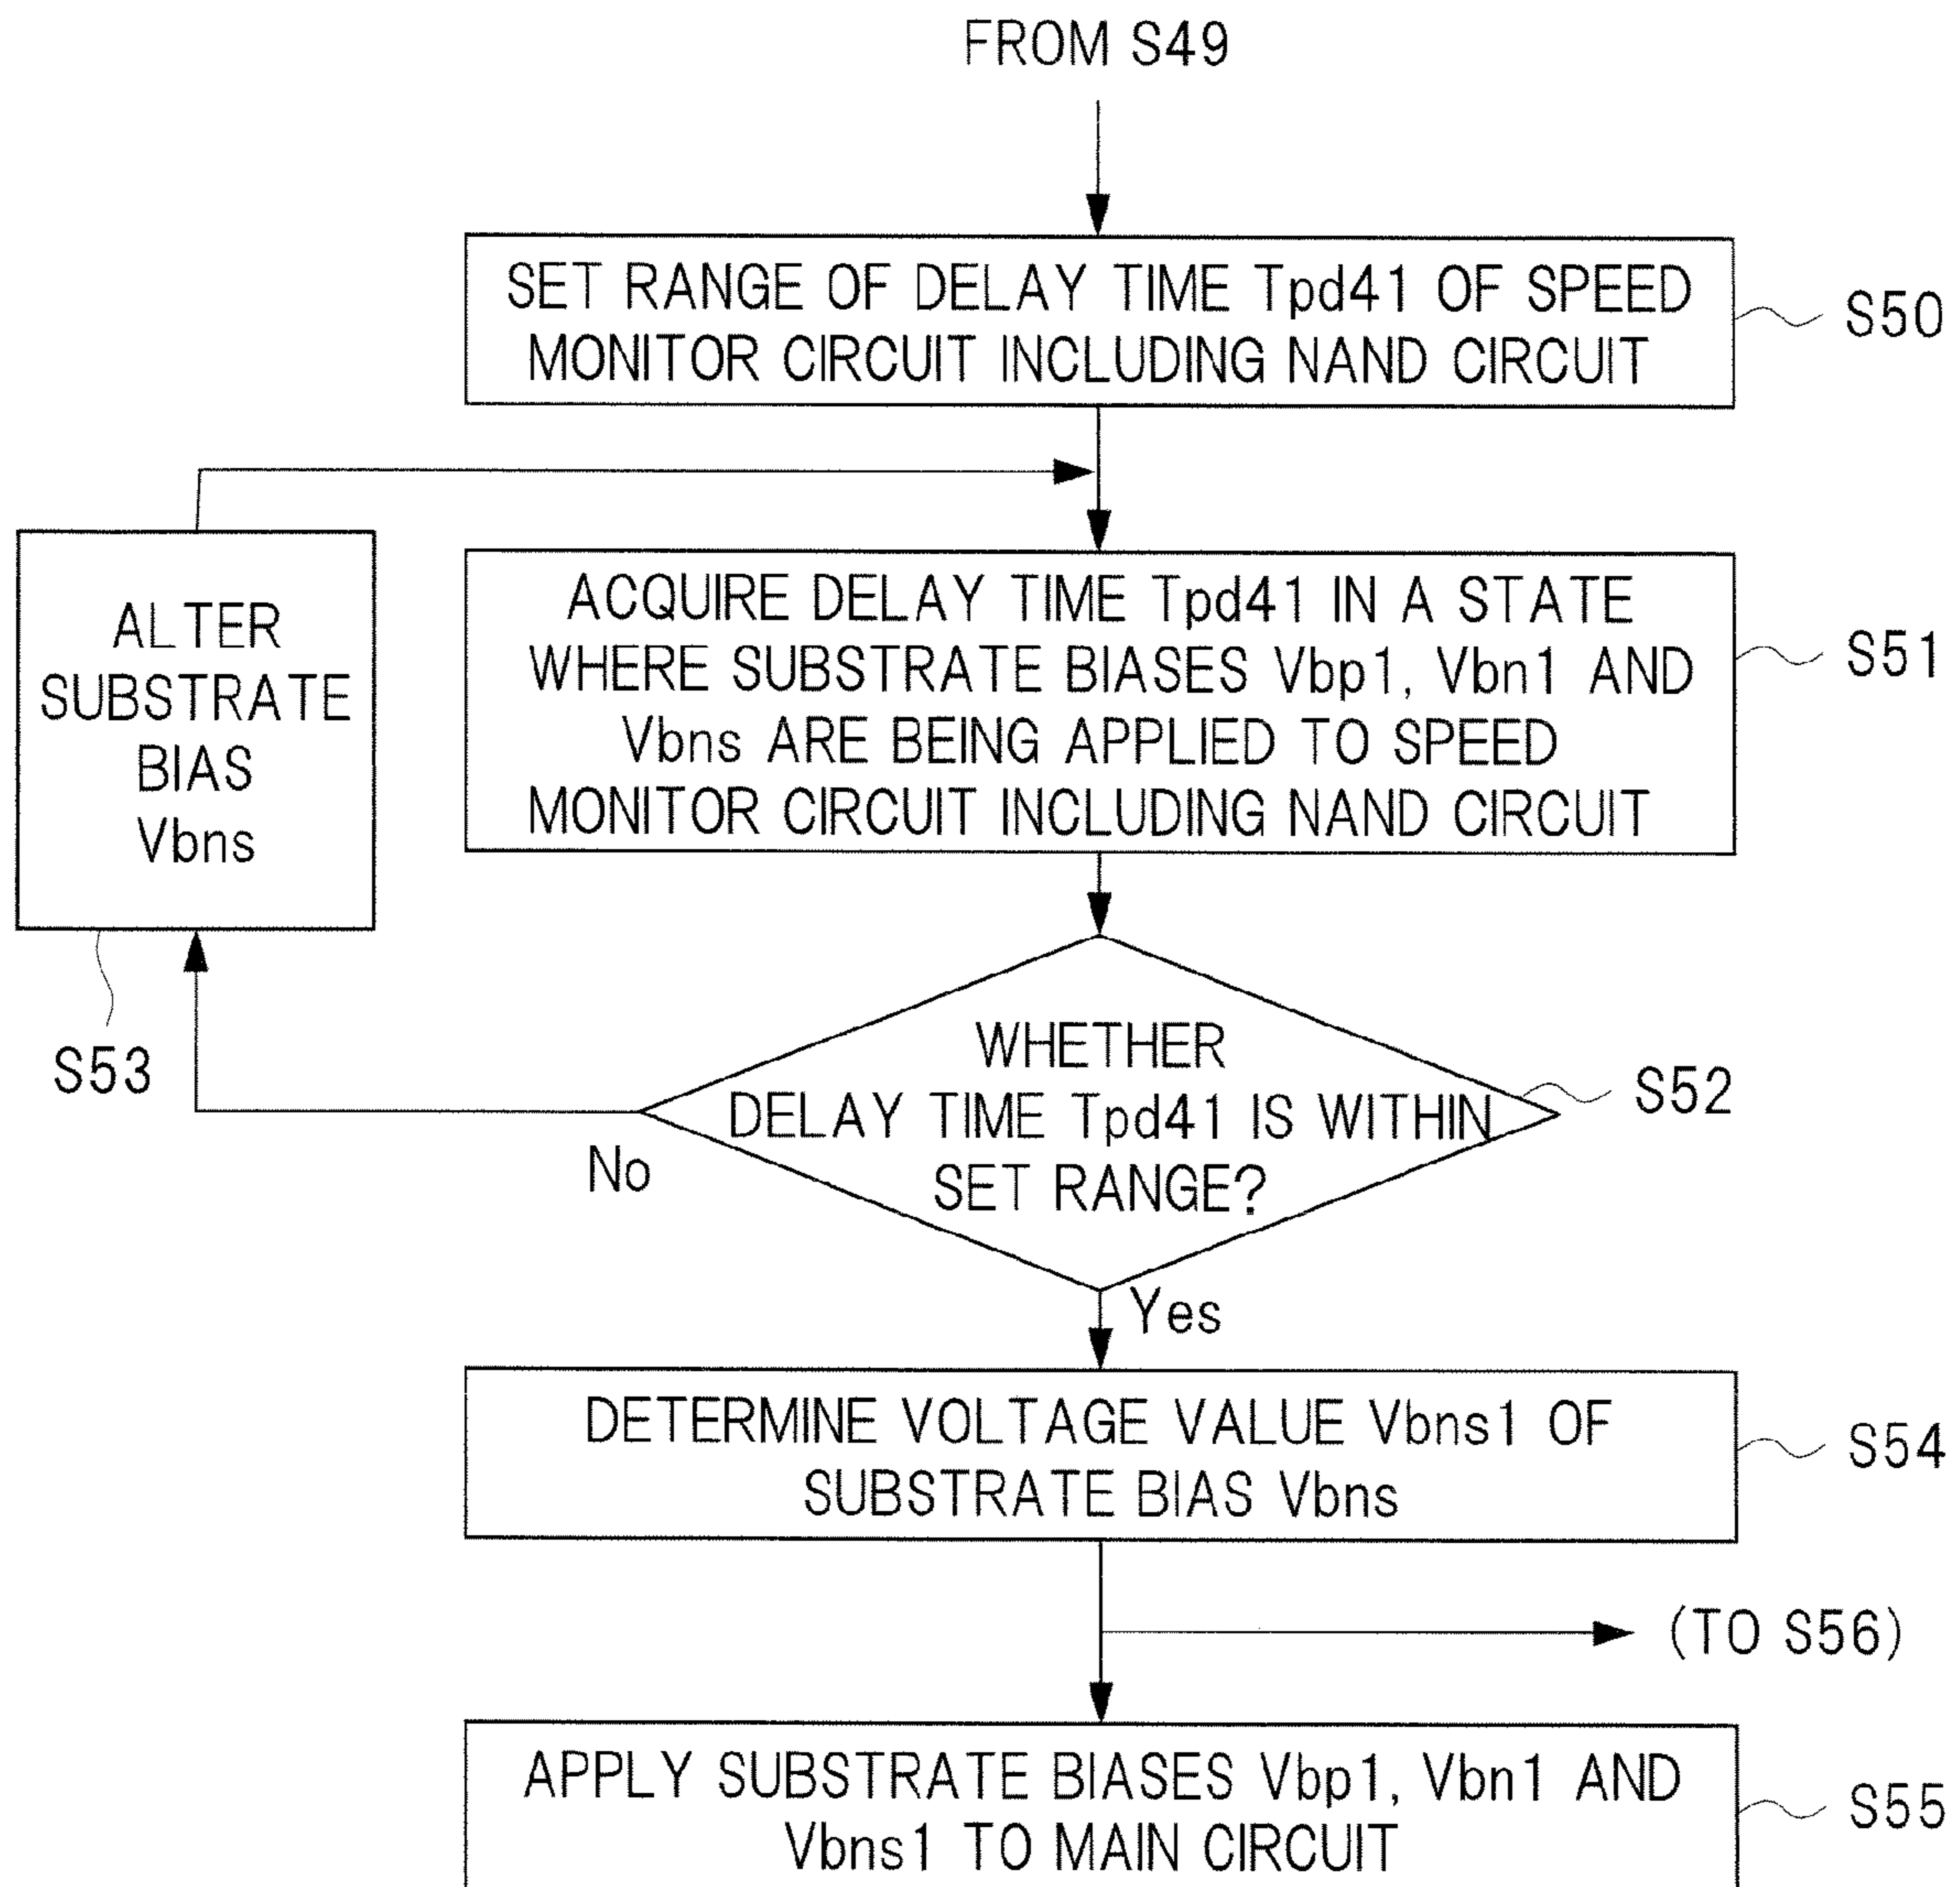 FROM S49
SET RANGE OF DELAY TIME Tpd41 OF SPEED
MONITOR CIRCUIT INCLUDING NAND CIRCUIT
S50
ACQUIRE DELAY TIME Tpd41 IN A STATE
WHERE SUBSTRATE BIASES Vbp1, Vbn1 AND
Vbns ARE BEING APPLIED TO SPEED
MONITOR CIRCUIT INCLUDING NAND CIRCUIT
S51
ALTER
SUBSTRATE
BIAS
Vbns
S53
WHETHER
DELAY TIME Tpd41 IS WITHIN
SET RANGE?
S52
No
Yes
DETERMINE VOLTAGE VALUE Vbns1 OF
SUBSTRATE BIAS Vbns
S54
(TO S56)
APPLY SUBSTRATE BIASES Vbp1, Vbn1 AND
Vbns1 TO MAIN CIRCUIT
S55